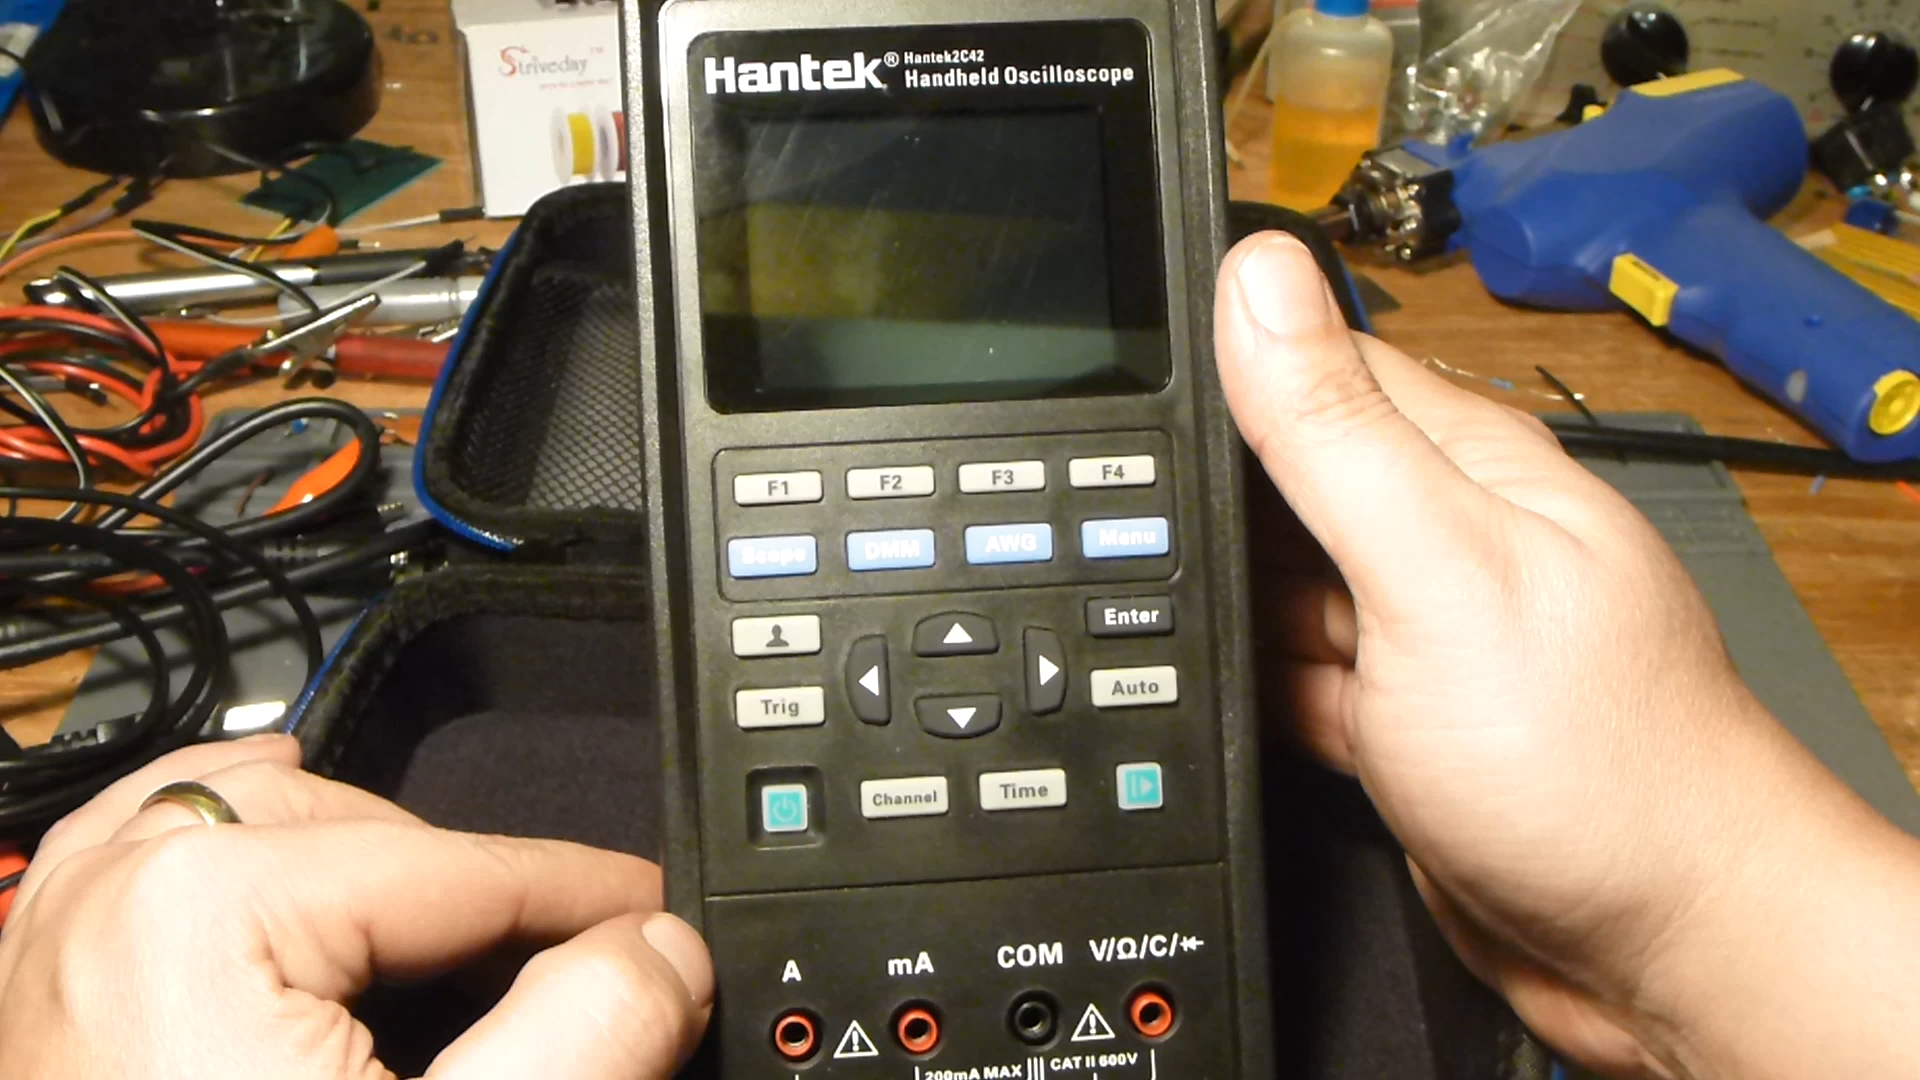 Striveday™
Hantek® Hantek2C42
Handheld Oscilloscope
F1 F2 F3 F4
Scope DMM AWG Menu
Enter
Trig Auto
Channel Time
A mA COM V/Ω/C/
200mA MAX CAT II 600V